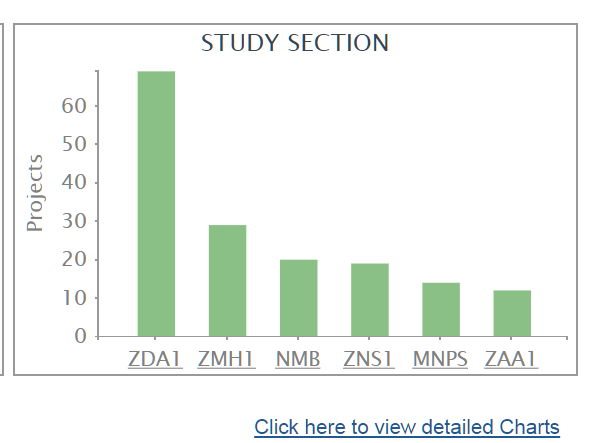 STUDY SECTION
Projects
60
50
40
30
20
10
0
ZDA1 ZMH1 NMB ZNS1 MNPS ZAA1
Click here to view detailed Charts